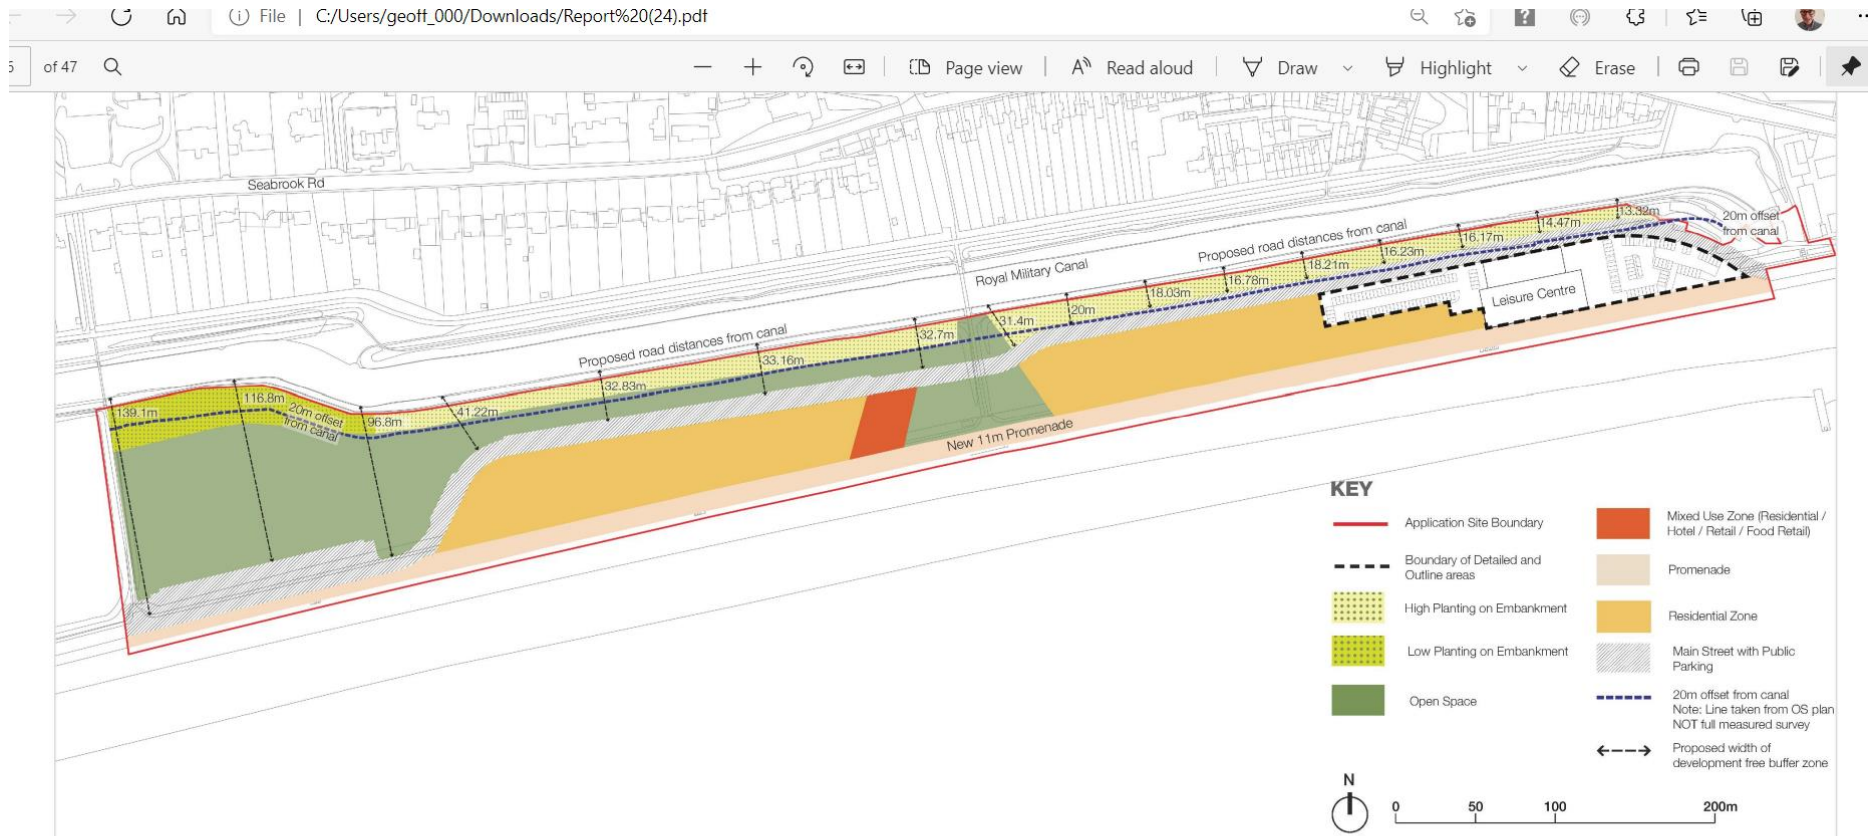 File | C:/Users/geoff_000/Downloads/Report%20(24).pdf
of 47
Page view
Read aloud
Draw
Highlight
Erase
Seabrook Rd
Royal Military Canal
Proposed road distances from canal
Proposed road distances from canal
20m offset
from canal
20m offset
from canal
139.1m
116.8m
96.8m
41.22m
32.83m
33.16m
32.7m
31.4m
20m
18.03m
16.78m
18.21m
16.23m
16.17m
14.47m
13.32m
Leisure Centre
New 11m Promenade
KEY
Application Site Boundary
Boundary of Detailed and
Outline areas
High Planting on Embankment
Low Planting on Embankment
Open Space
Mixed Use Zone (Residential /
Hotel / Retail / Food Retail)
Promenade
Residential Zone
Main Street with Public
Parking
20m offset from canal
Note: Line taken from OS plan
NOT full measured survey
Proposed width of
development free buffer zone
N
0 50 100 200m